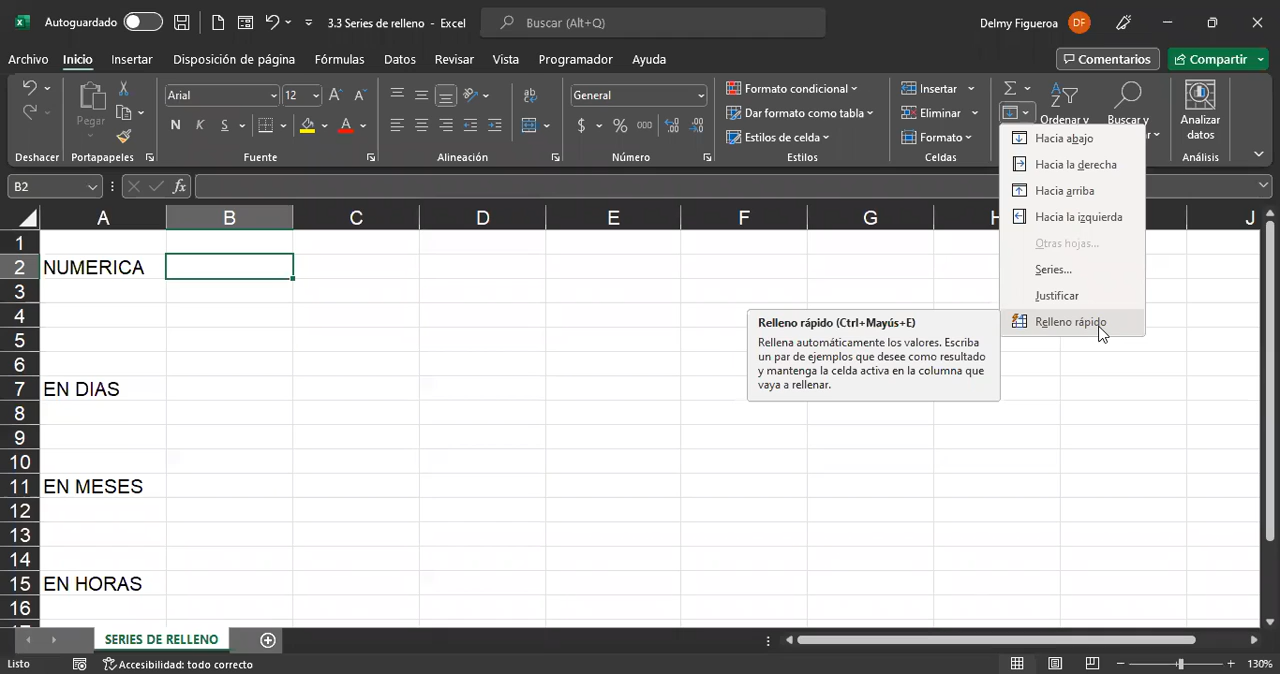 Autoguardado
3.3 Series de relleno - Excel
Buscar (Alt+Q)
Delmy Figueroa
DF
Archivo
Inicio
Insertar
Disposición de página
Fórmulas
Datos
Revisar
Vista
Programador
Ayuda
Comentarios
Compartir
Pegar
Arial
12
N K S
General
$ % 000
Formato condicional
Dar formato como tabla
Estilos de celda
Insertar
Eliminar
Formato
Ordenar y
Buscar y
Analizar
datos
Deshacer
Portapapeles
Fuente
Alineación
Número
Estilos
Celdas
Análisis
Hacia abajo
Hacia la derecha
Hacia arriba
Hacia la izquierda
Otras hojas...
Series...
Justificar
Relleno rápido
B2
fx
A B C D E F G H J
1
2 NUMERICA
3
4
5
6
7 EN DIAS
8
9
10
11 EN MESES
12
13
14
15 EN HORAS
16
Relleno rápido (Ctrl+Mayús+E)
Rellena automáticamente los valores. Escriba
un par de ejemplos que desee como resultado
y mantenga la celda activa en la columna que
vaya a rellenar.
SERIES DE RELLENO
Listo
Accesibilidad: todo correcto
130%